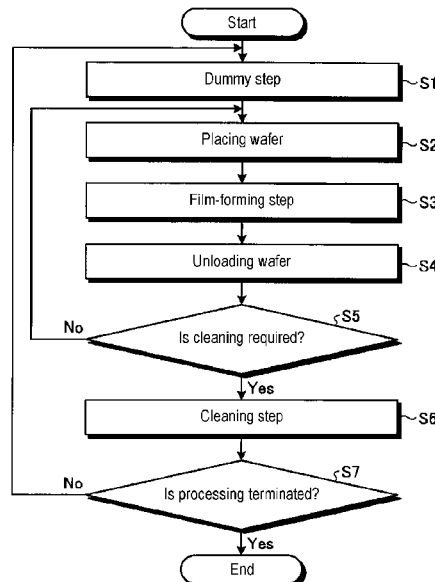 Start
Dummy step
S1
Placing wafer
S2
Film-forming step
S3
Unloading wafer
S4
S5
No
Is cleaning required?
Yes
Cleaning step
S6
S7
No
Is processing terminated?
Yes
End